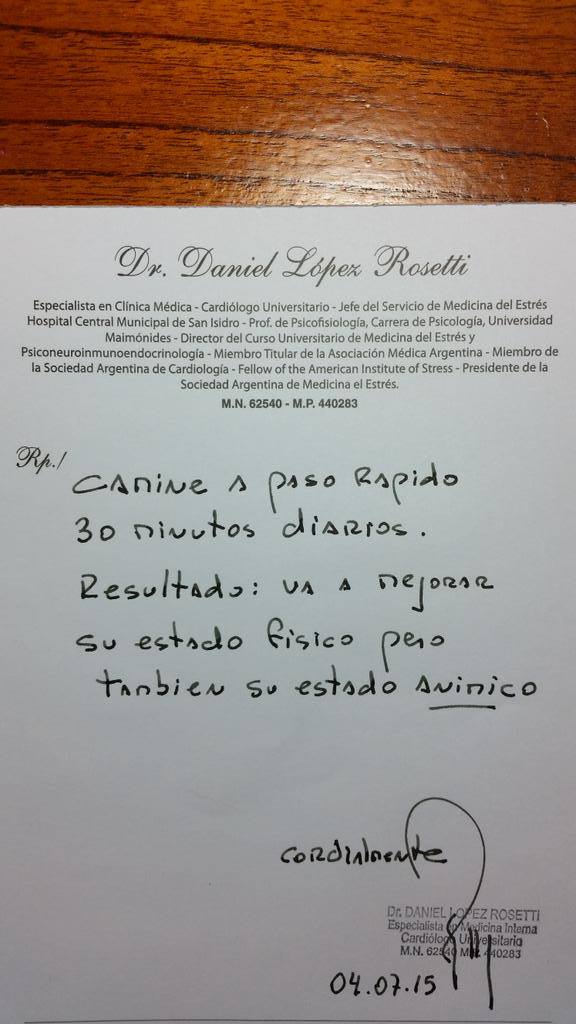 Dr. Daniel López Rosetti
Especialista en Clínica Médica - Cardiólogo Universitario - Jefe del Servicio de Medicina del Estrés
Hospital Central Municipal de San Isidro - Prof. de Psicofisiología, Carrera de Psicología, Universidad
Maimónides - Director del Curso Universitario de Medicina del Estrés y
Psiconeuroinmunoendocrinología - Miembro Titular de la Asociación Médica Argentina - Miembro de
la Sociedad Argentina de Cardiología - Fellow of the American Institute of Stress - Presidente de la
Sociedad Argentina de Medicina el Estrés.
M.N. 62540 - M.P. 440283
Rp./
Camine a paso rapido
30 minutos diarios.
Resultado: va a mejorar
su estado físico pero
tambien su estado animico
Cordialmente
Dr. DANIEL LOPEZ ROSETTI
Especialista en Medicina Interna
Cardiólogo Universitario
M.N. 62540 M.P. 440283
04.07.15